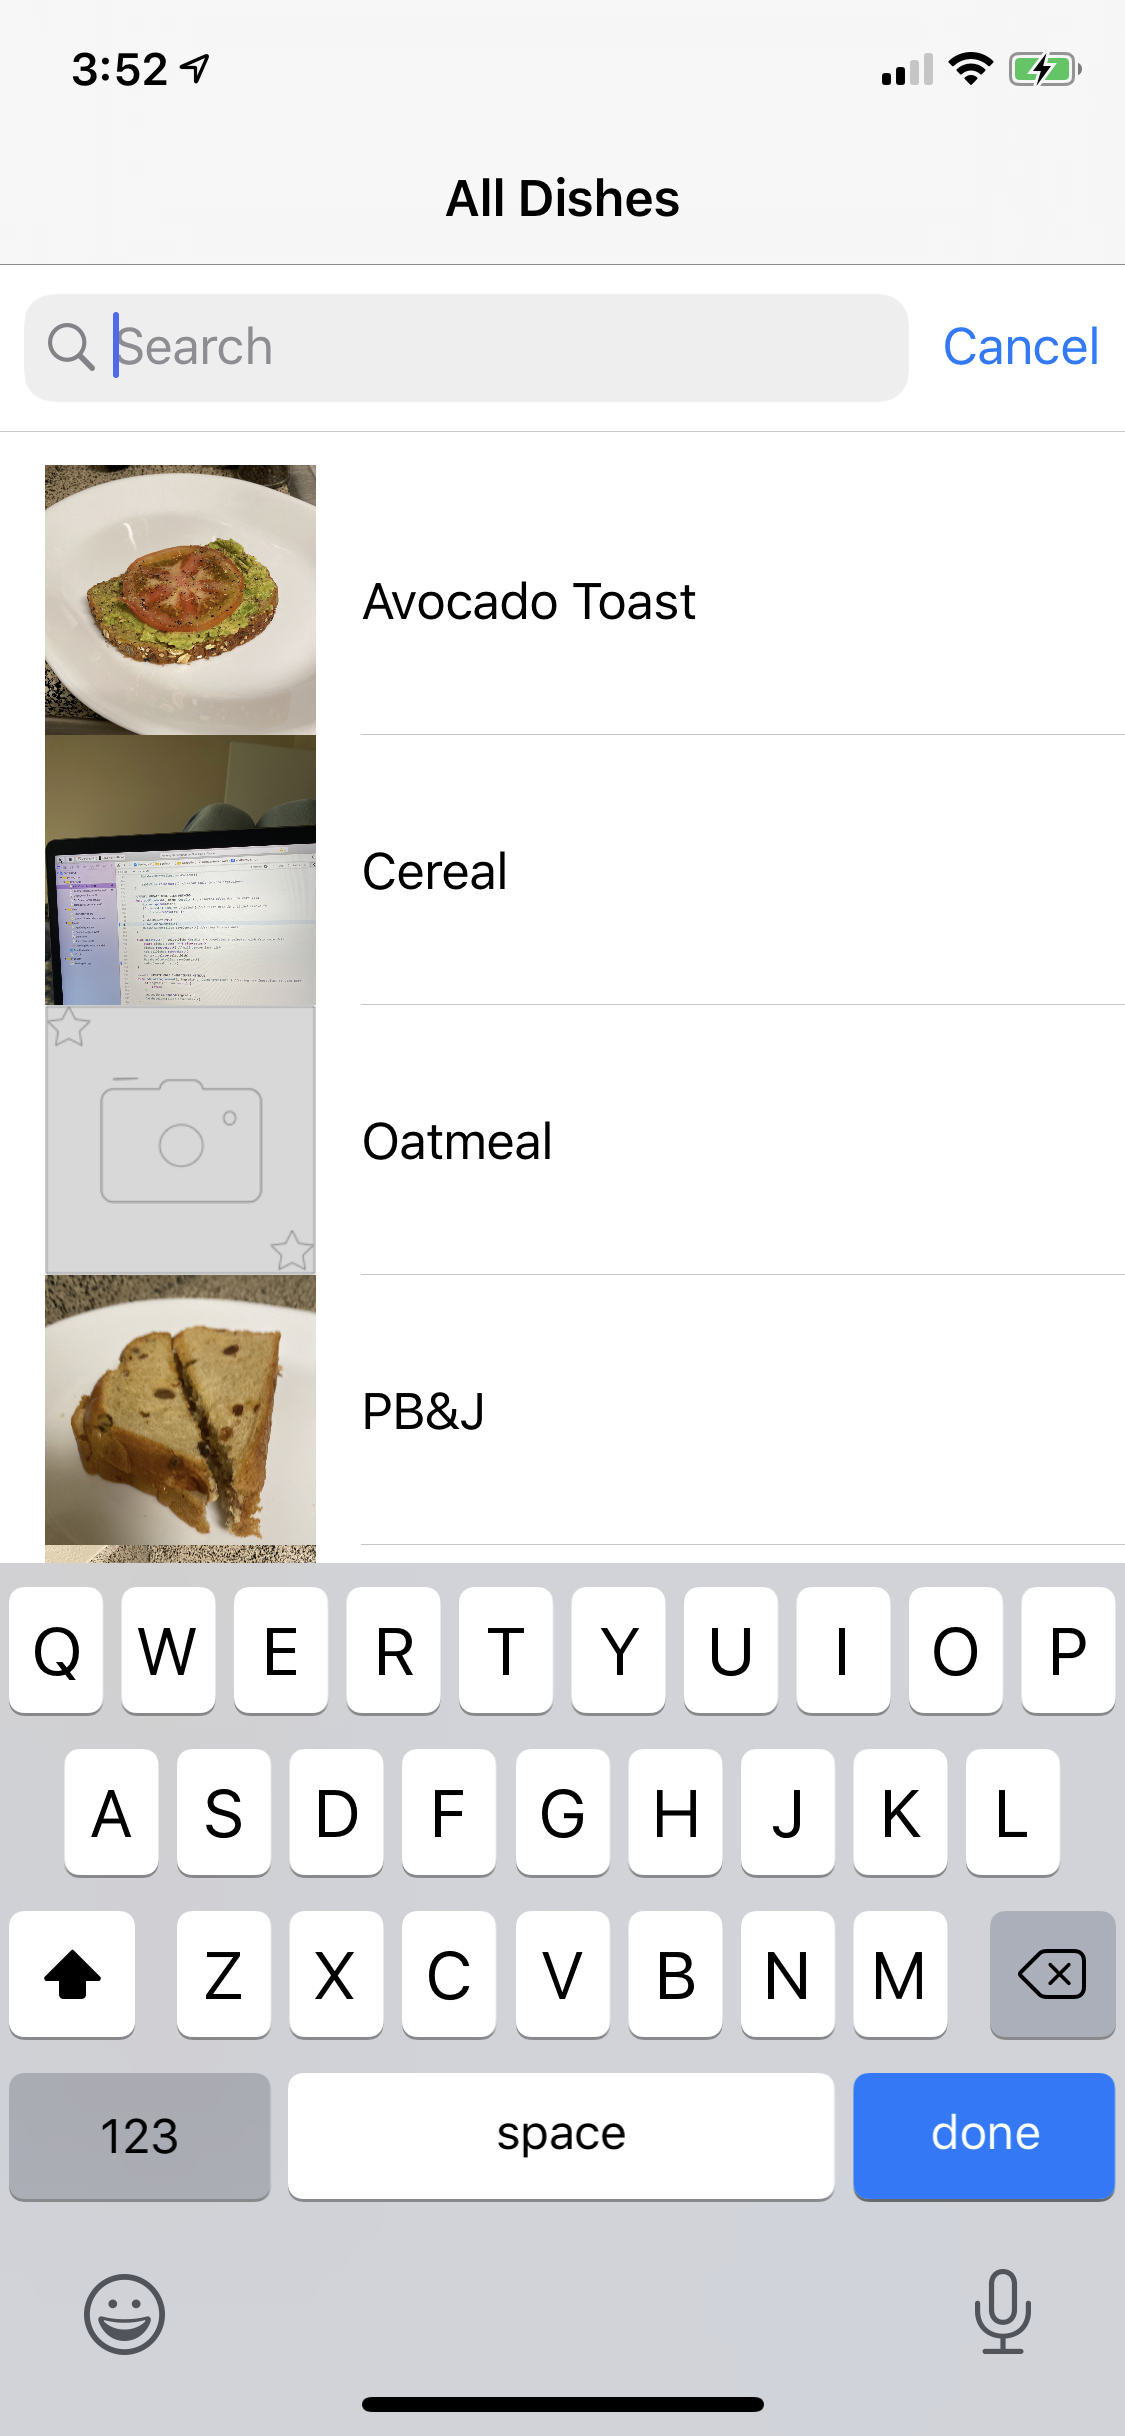 3:52
All Dishes
Search
Cancel
Avocado Toast
Cereal
Oatmeal
PB&J
Q W E R T Y U I O P
A S D F G H J K L
Z X C V B N M
123 space done